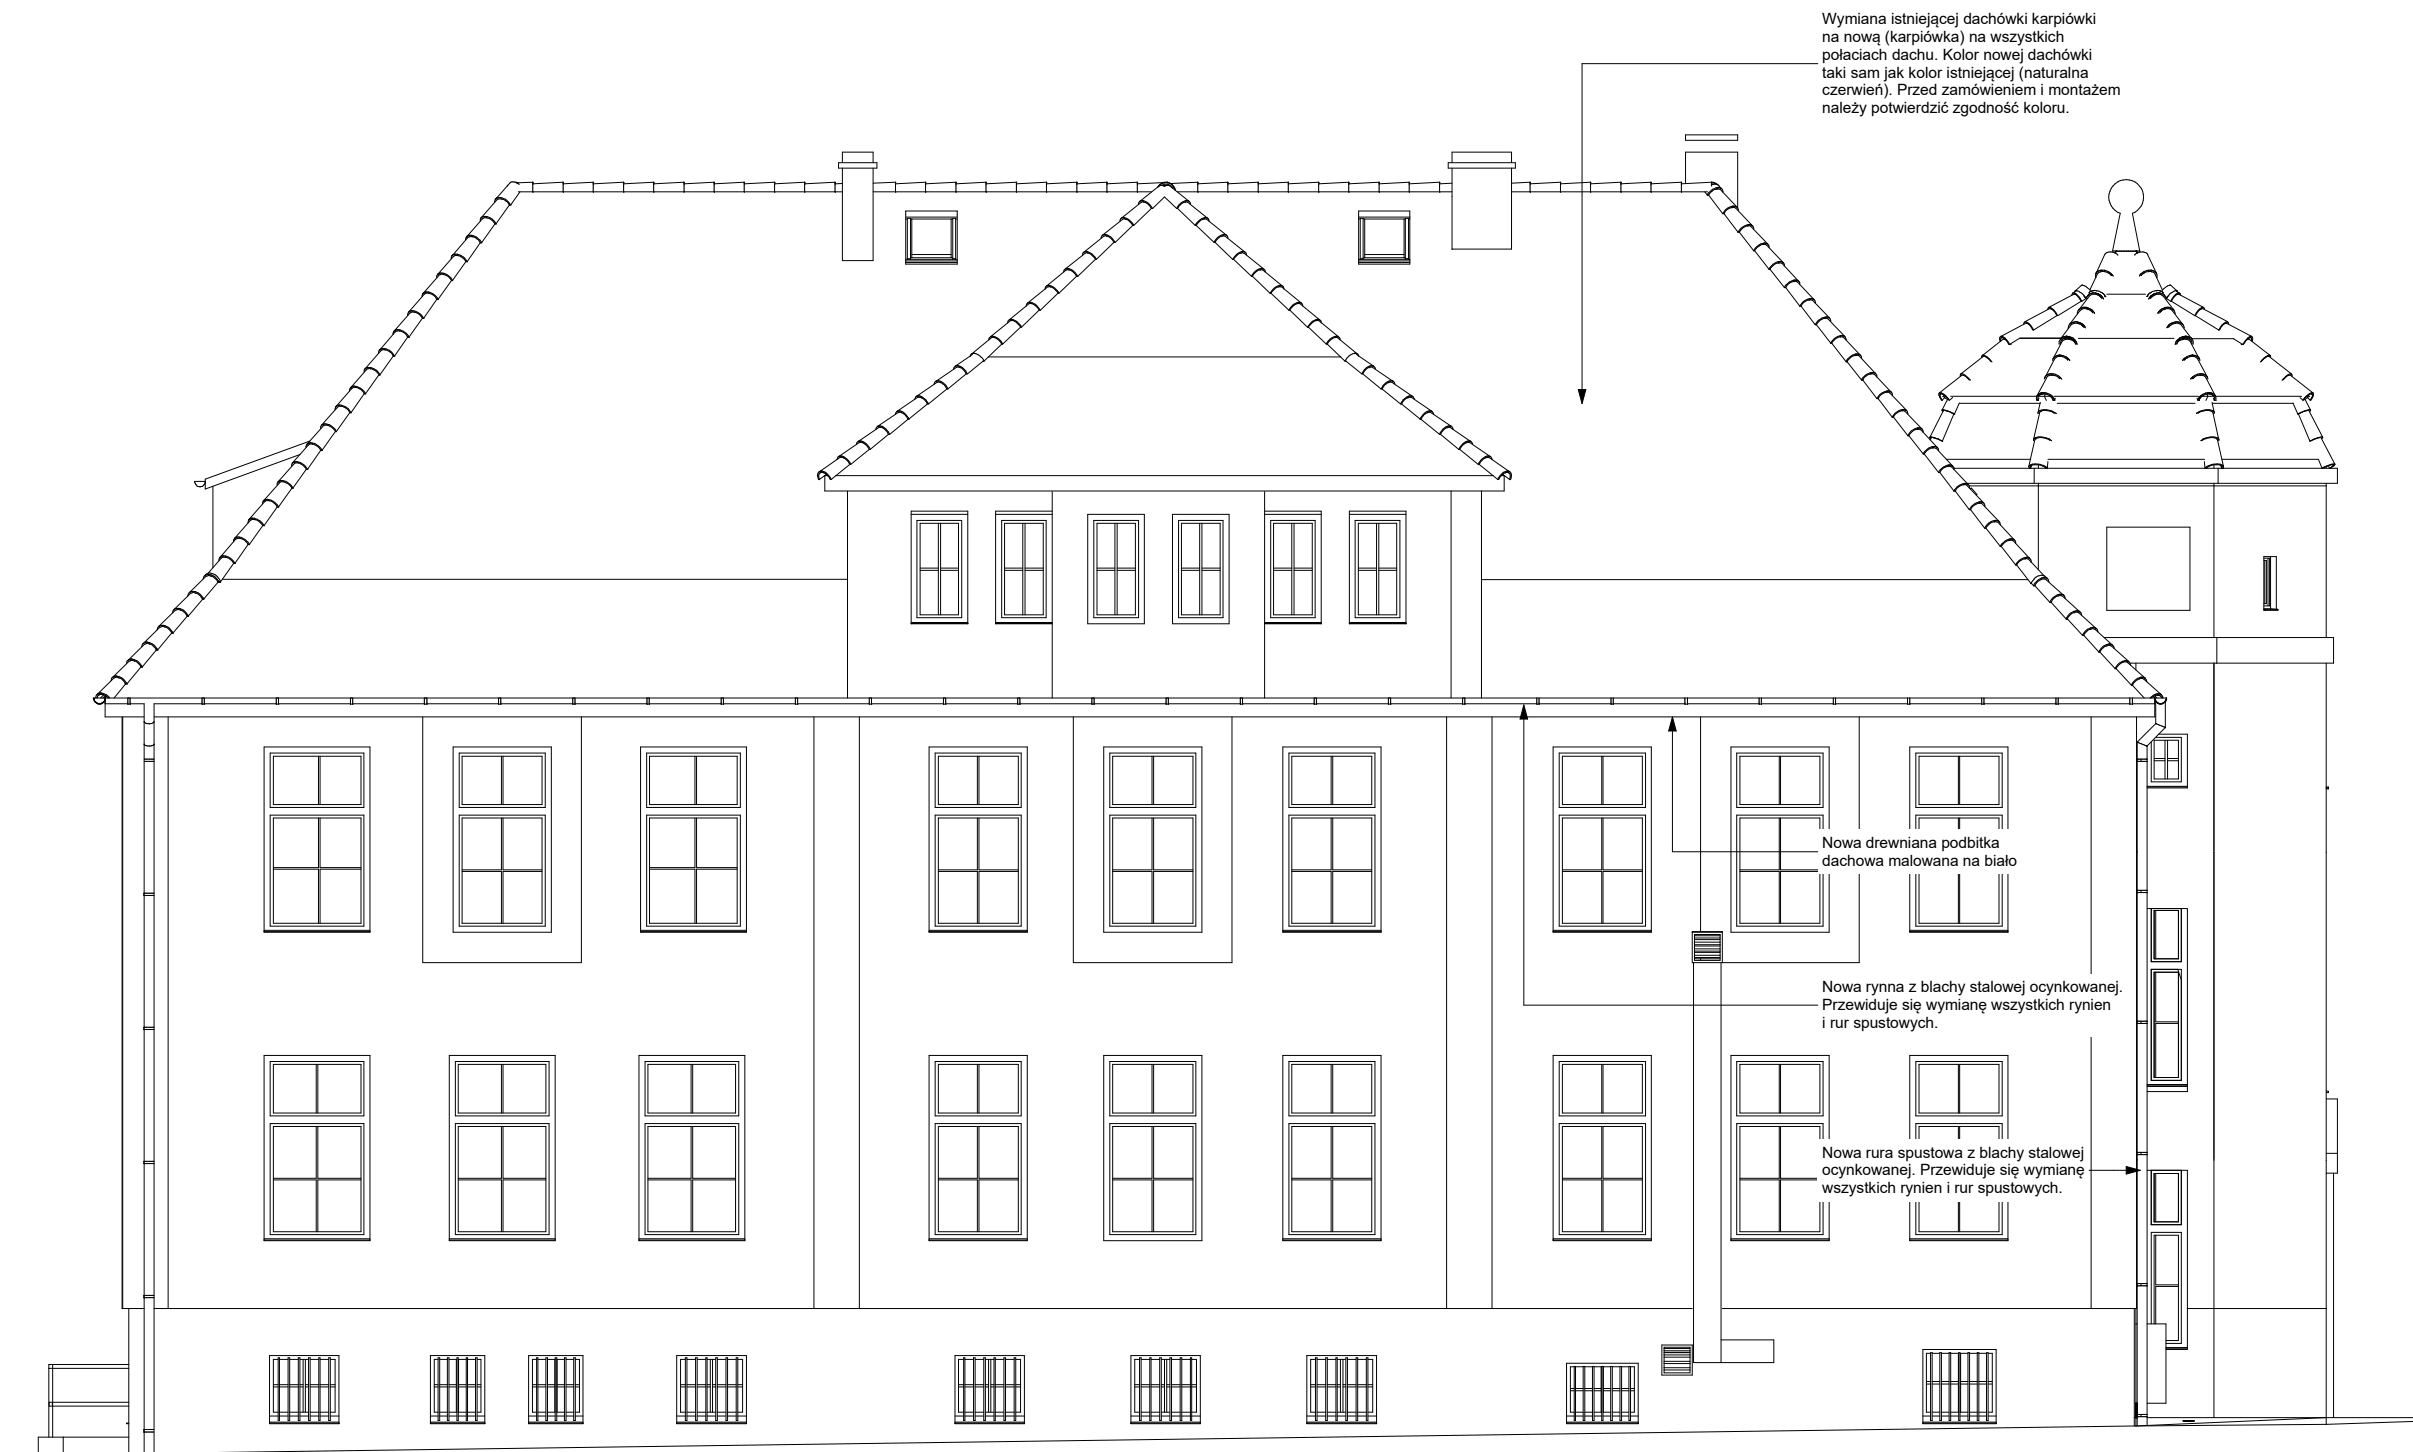 Wymiana istniejącej dachówki karpiówki
na nową (karpiówka) na wszystkich
połaciach dachu. Kolor nowej dachówki
taki sam jak kolor istniejącej (naturalna
czerwień). Przed zamówieniem i montażem
należy potwierdzić zgodność koloru.
Nowa drewniana podbitka
dachowa malowana na biało
Nowa rynna z blachy stalowej ocynkowanej.
Przewiduje się wymianę wszystkich rynien
i rur spustowych.
Nowa rura spustowa z blachy stalowej
ocynkowanej. Przewiduje się wymianę
wszystkich rynien i rur spustowych.